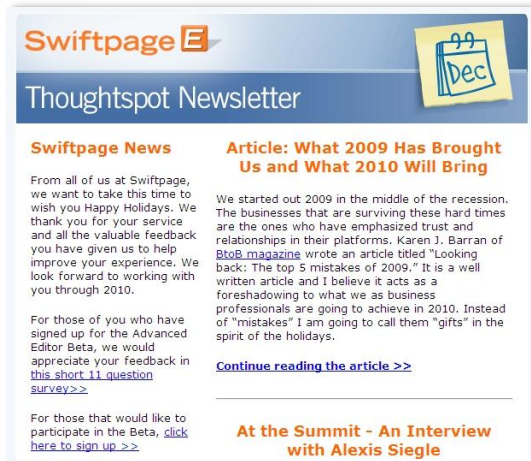 Swiftpage E
Dec
Thoughtspot Newsletter
Swiftpage News
From all of us at Swiftpage,
we want to take this time to
wish you Happy Holidays. We
thank you for your service
and all the valuable feedback
you have given us to help
improve your experience. We
look forward to working with
you through 2010.
For those of you who have
signed up for the Advanced
Editor Beta, we would
appreciate your feedback in
this short 11 question
survey>>
For those that would like to
participate in the Beta, click
here to sign up >>
Article: What 2009 Has Brought
Us and What 2010 Will Bring
We started out 2009 in the middle of the recession.
The businesses that are surviving these hard times
are the ones who have emphasized trust and
relationships in their platforms. Karen J. Barran of
BtoB magazine wrote an article titled “Looking
back: The top 5 mistakes of 2009.” It is a well
written article and I believe it acts as a
foreshadowing to what we as business
professionals are going to achieve in 2010. Instead
of “mistakes” I am going to call them “gifts” in the
spirit of the holidays.
Continue reading the article >>
At the Summit - An Interview
with Alexis Siegle